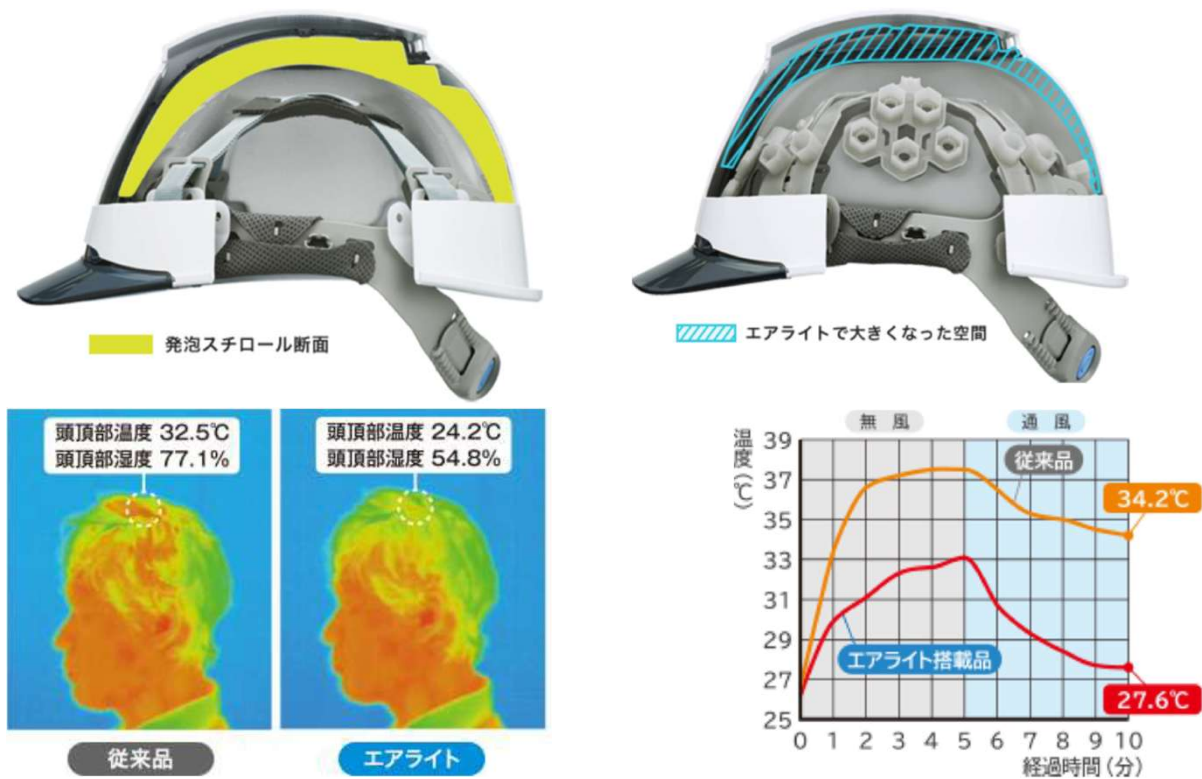 発泡スチロール断面
エアライトで大きくなった空間
頭頂部温度 32.5℃
頭頂部湿度 77.1%
頭頂部温度 24.2℃
頭頂部湿度 54.8%
従来品
エアライト
無風
通風
温度(℃)
39
37
35
33
31
29
27
25
従来品
34.2℃
エアライト搭載品
27.6℃
0 1 2 3 4 5 6 7 8 9 10
経過時間(分)